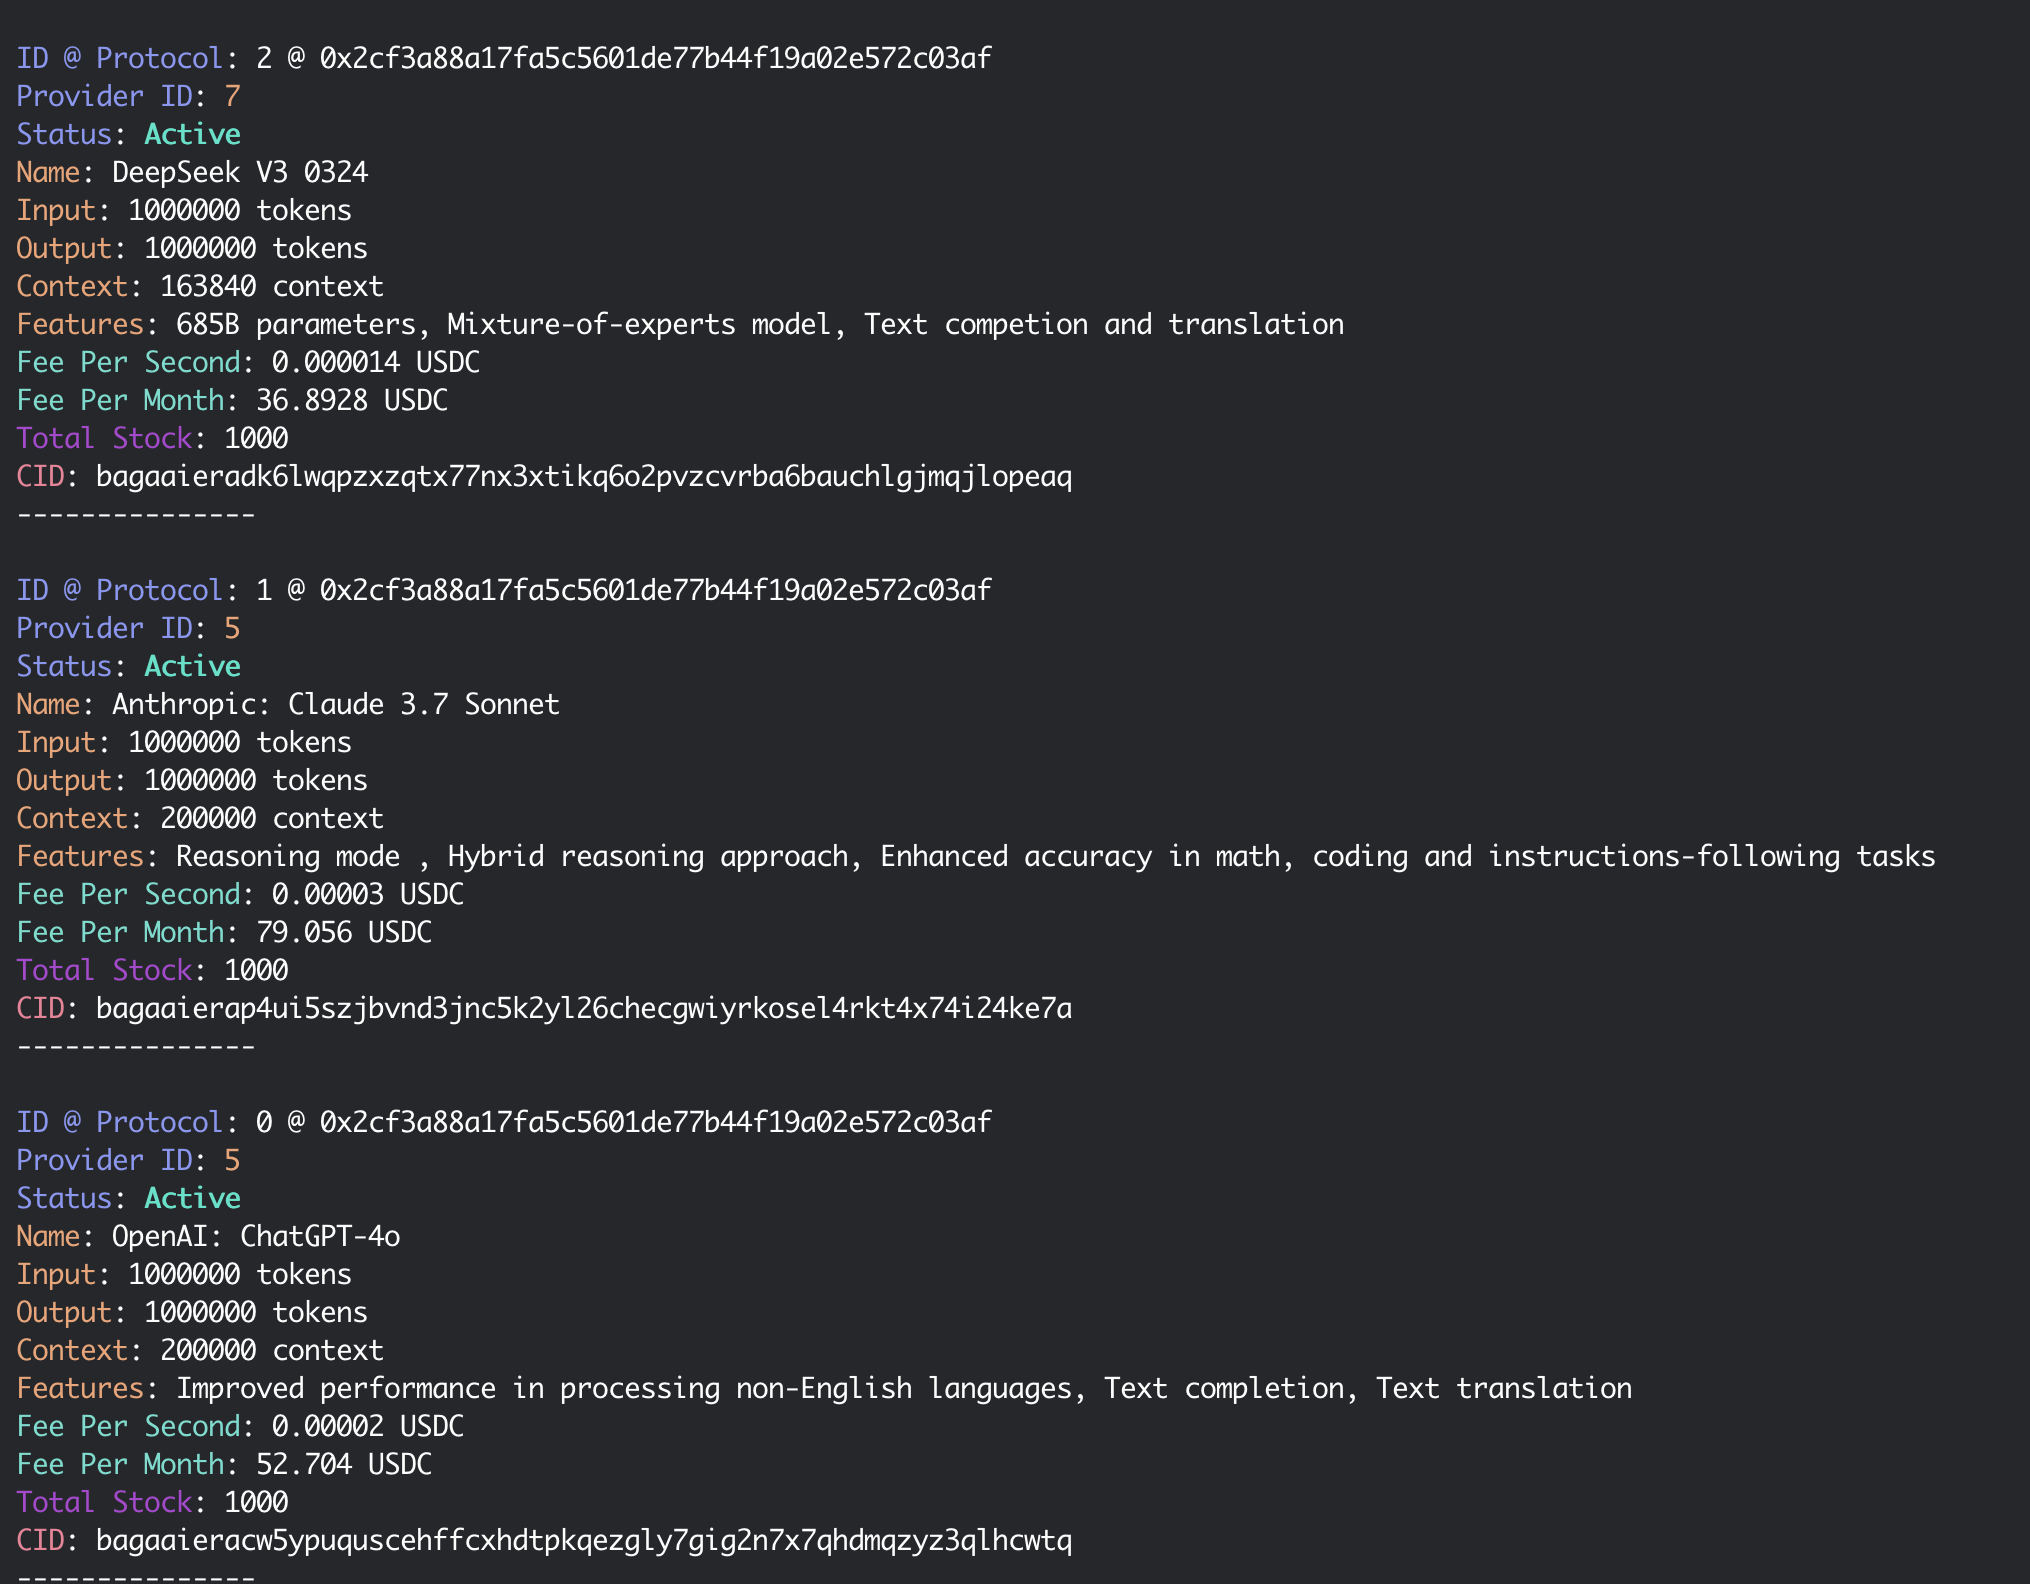 ID @ Protocol: 2 @ 0x2cf3a88a17fa5c5601de77b44f19a02e572c03af
Provider ID: 7
Status: Active
Name: DeepSeek V3 0324
Input: 1000000 tokens
Output: 1000000 tokens
Context: 163840 context
Features: 685B parameters, Mixture-of-experts model, Text competion and translation
Fee Per Second: 0.000014 USDC
Fee Per Month: 36.8928 USDC
Total Stock: 1000
CID: bagaaieradk6lwqpzxzqtx77nx3xtikq6o2pvzcvrba6bauchlgjmqjlopeaq
---------------
ID @ Protocol: 1 @ 0x2cf3a88a17fa5c5601de77b44f19a02e572c03af
Provider ID: 5
Status: Active
Name: Anthropic: Claude 3.7 Sonnet
Input: 1000000 tokens
Output: 1000000 tokens
Context: 200000 context
Features: Reasoning mode , Hybrid reasoning approach, Enhanced accuracy in math, coding and instructions-following tasks
Fee Per Second: 0.00003 USDC
Fee Per Month: 79.056 USDC
Total Stock: 1000
CID: bagaaierap4ui5szjbvnd3jnc5k2yl26checgwiyrkosel4rkt4x74i24ke7a
---------------
ID @ Protocol: 0 @ 0x2cf3a88a17fa5c5601de77b44f19a02e572c03af
Provider ID: 5
Status: Active
Name: OpenAI: ChatGPT-4o
Input: 1000000 tokens
Output: 1000000 tokens
Context: 200000 context
Features: Improved performance in processing non-English languages, Text completion, Text translation
Fee Per Second: 0.00002 USDC
Fee Per Month: 52.704 USDC
Total Stock: 1000
CID: bagaaieracw5ypuquscehffcxhdtpkqezgly7gig2n7x7qhdmqzyz3qlhcwtq
---------------